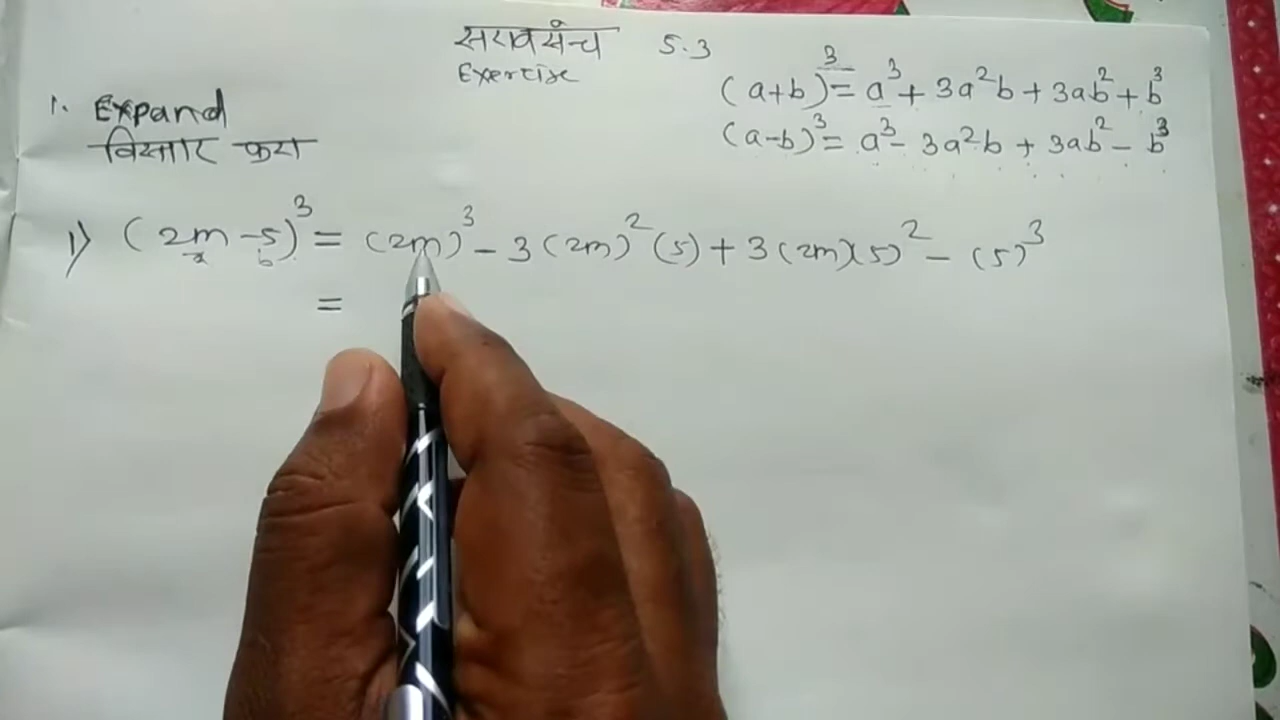 सरावसंच 5.3
Exercise
(a+b)³ = a³ + 3a²b + 3ab² + b³
(a-b)³ = a³ - 3a²b + 3ab² - b³
1. Expand
विस्तार करा
1) (2m-5)³ = (2m)³ - 3(2m)²(5) + 3(2m)(5)² - (5)³
a b
=